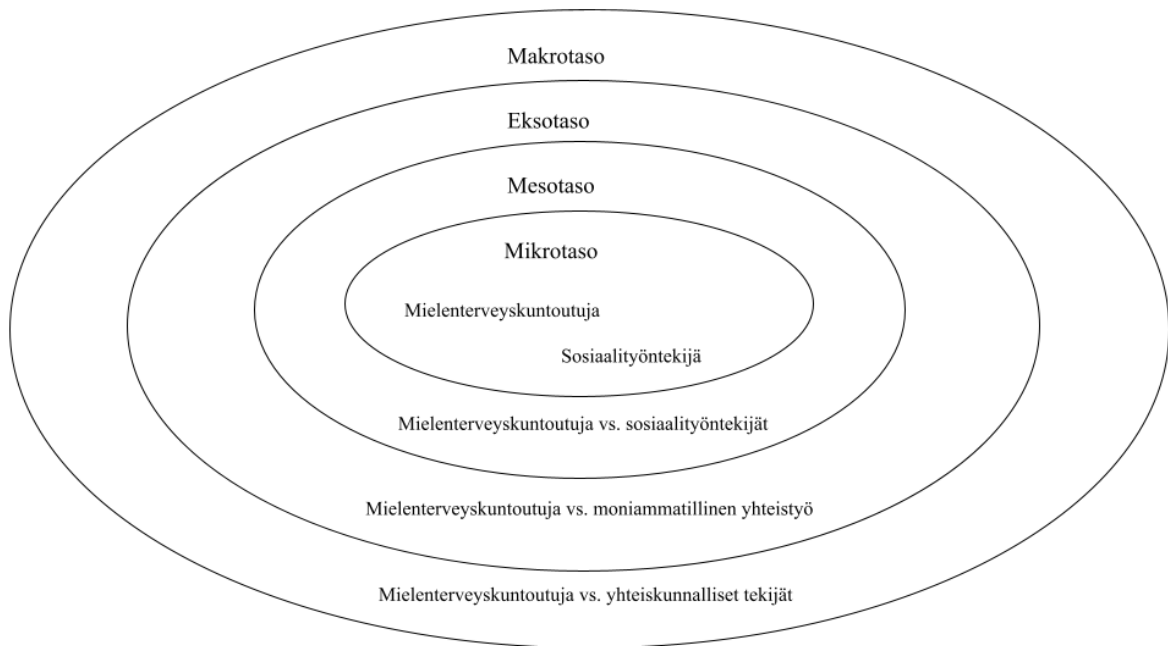 Makrotaso
Eksotaso
Mesotaso
Mikrotaso
Mielenterveyskuntoutuja
Sosiaalityöntekijä
Mielenterveyskuntoutuja vs. sosiaalityöntekijät
Mielenterveyskuntoutuja vs. moniammatillinen yhteistyö
Mielenterveyskuntoutuja vs. yhteiskunnalliset tekijät